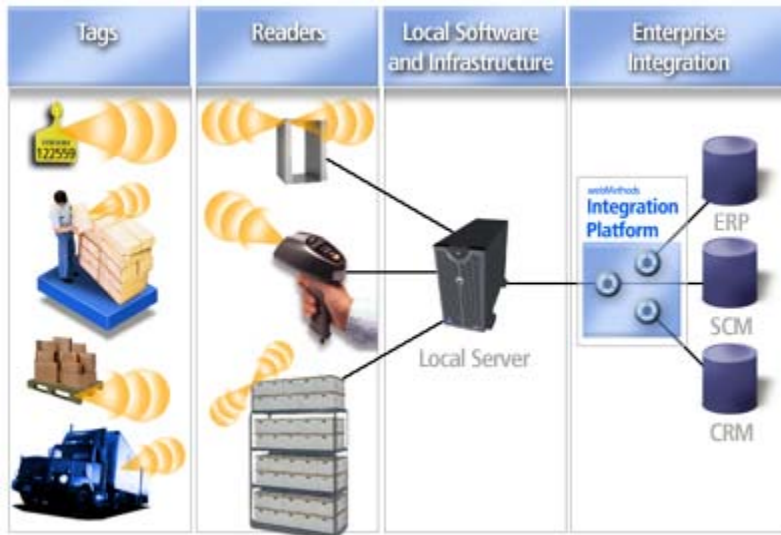 Tags
Readers
Local Software
and Infrastructure
Enterprise
Integration
122559
webMethods
Integration
Platform
ERP
SCM
CRM
Local Server